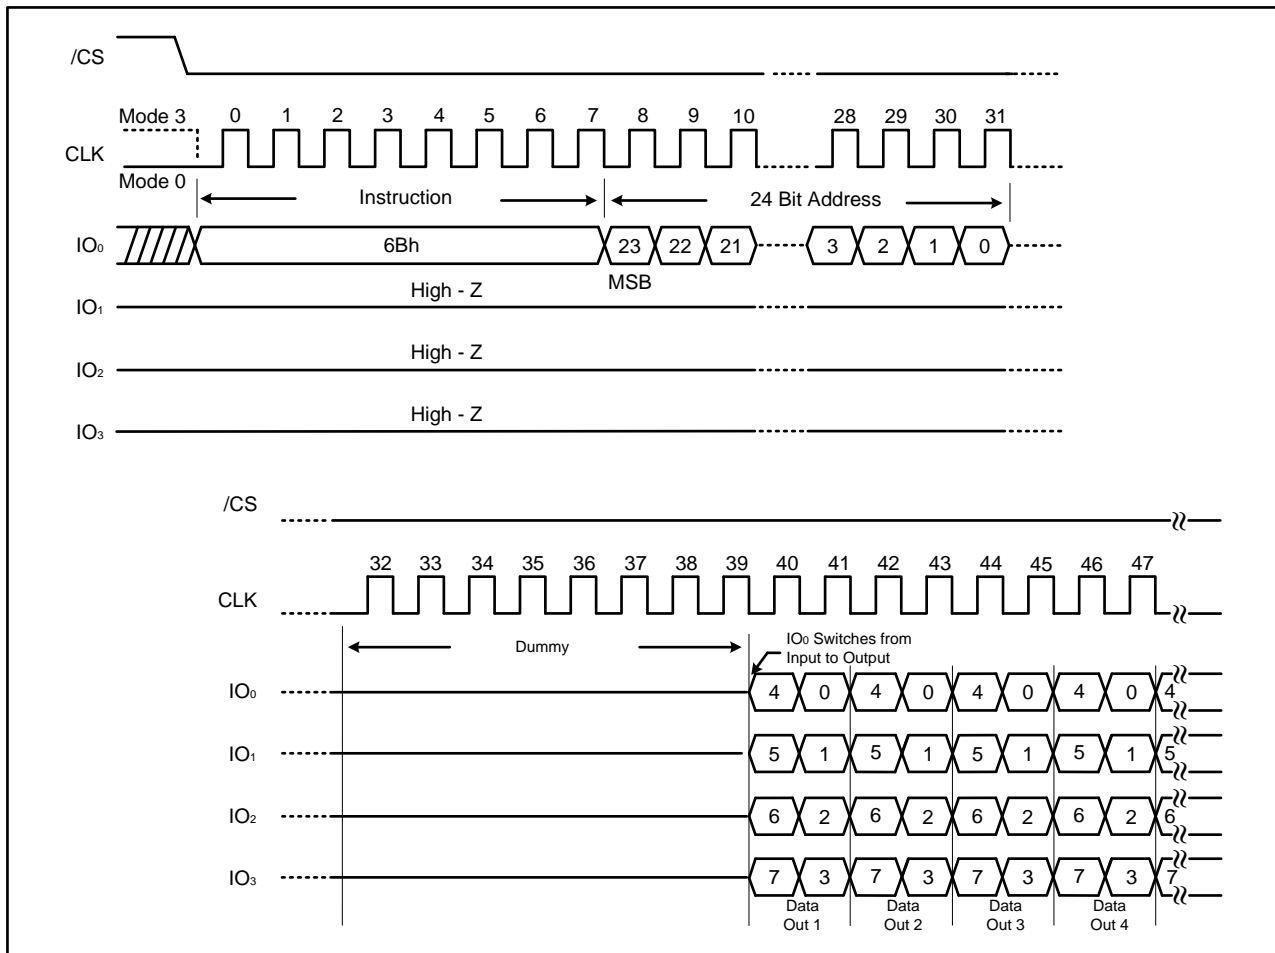 /CS
Mode 3 0 1 2 3 4 5 6 7 8 9 10 28 29 30 31
CLK
Mode 0
Instruction 24 Bit Address
IO₀ 6Bh 23 22 21 3 2 1 0
MSB
High - Z
IO₁
High - Z
IO₂
High - Z
IO₃
/CS
32 33 34 35 36 37 38 39 40 41 42 43 44 45 46 47
CLK
Dummy
IO₀ Switches from
Input to Output
IO₀ 4 0 4 0 4 0 4 0 4
IO₁ 5 1 5 1 5 1 5 1 5
IO₂ 6 2 6 2 6 2 6 2 6
IO₃ 7 3 7 3 7 3 7 3 7
Data Data Data Data
Out 1 Out 2 Out 3 Out 4